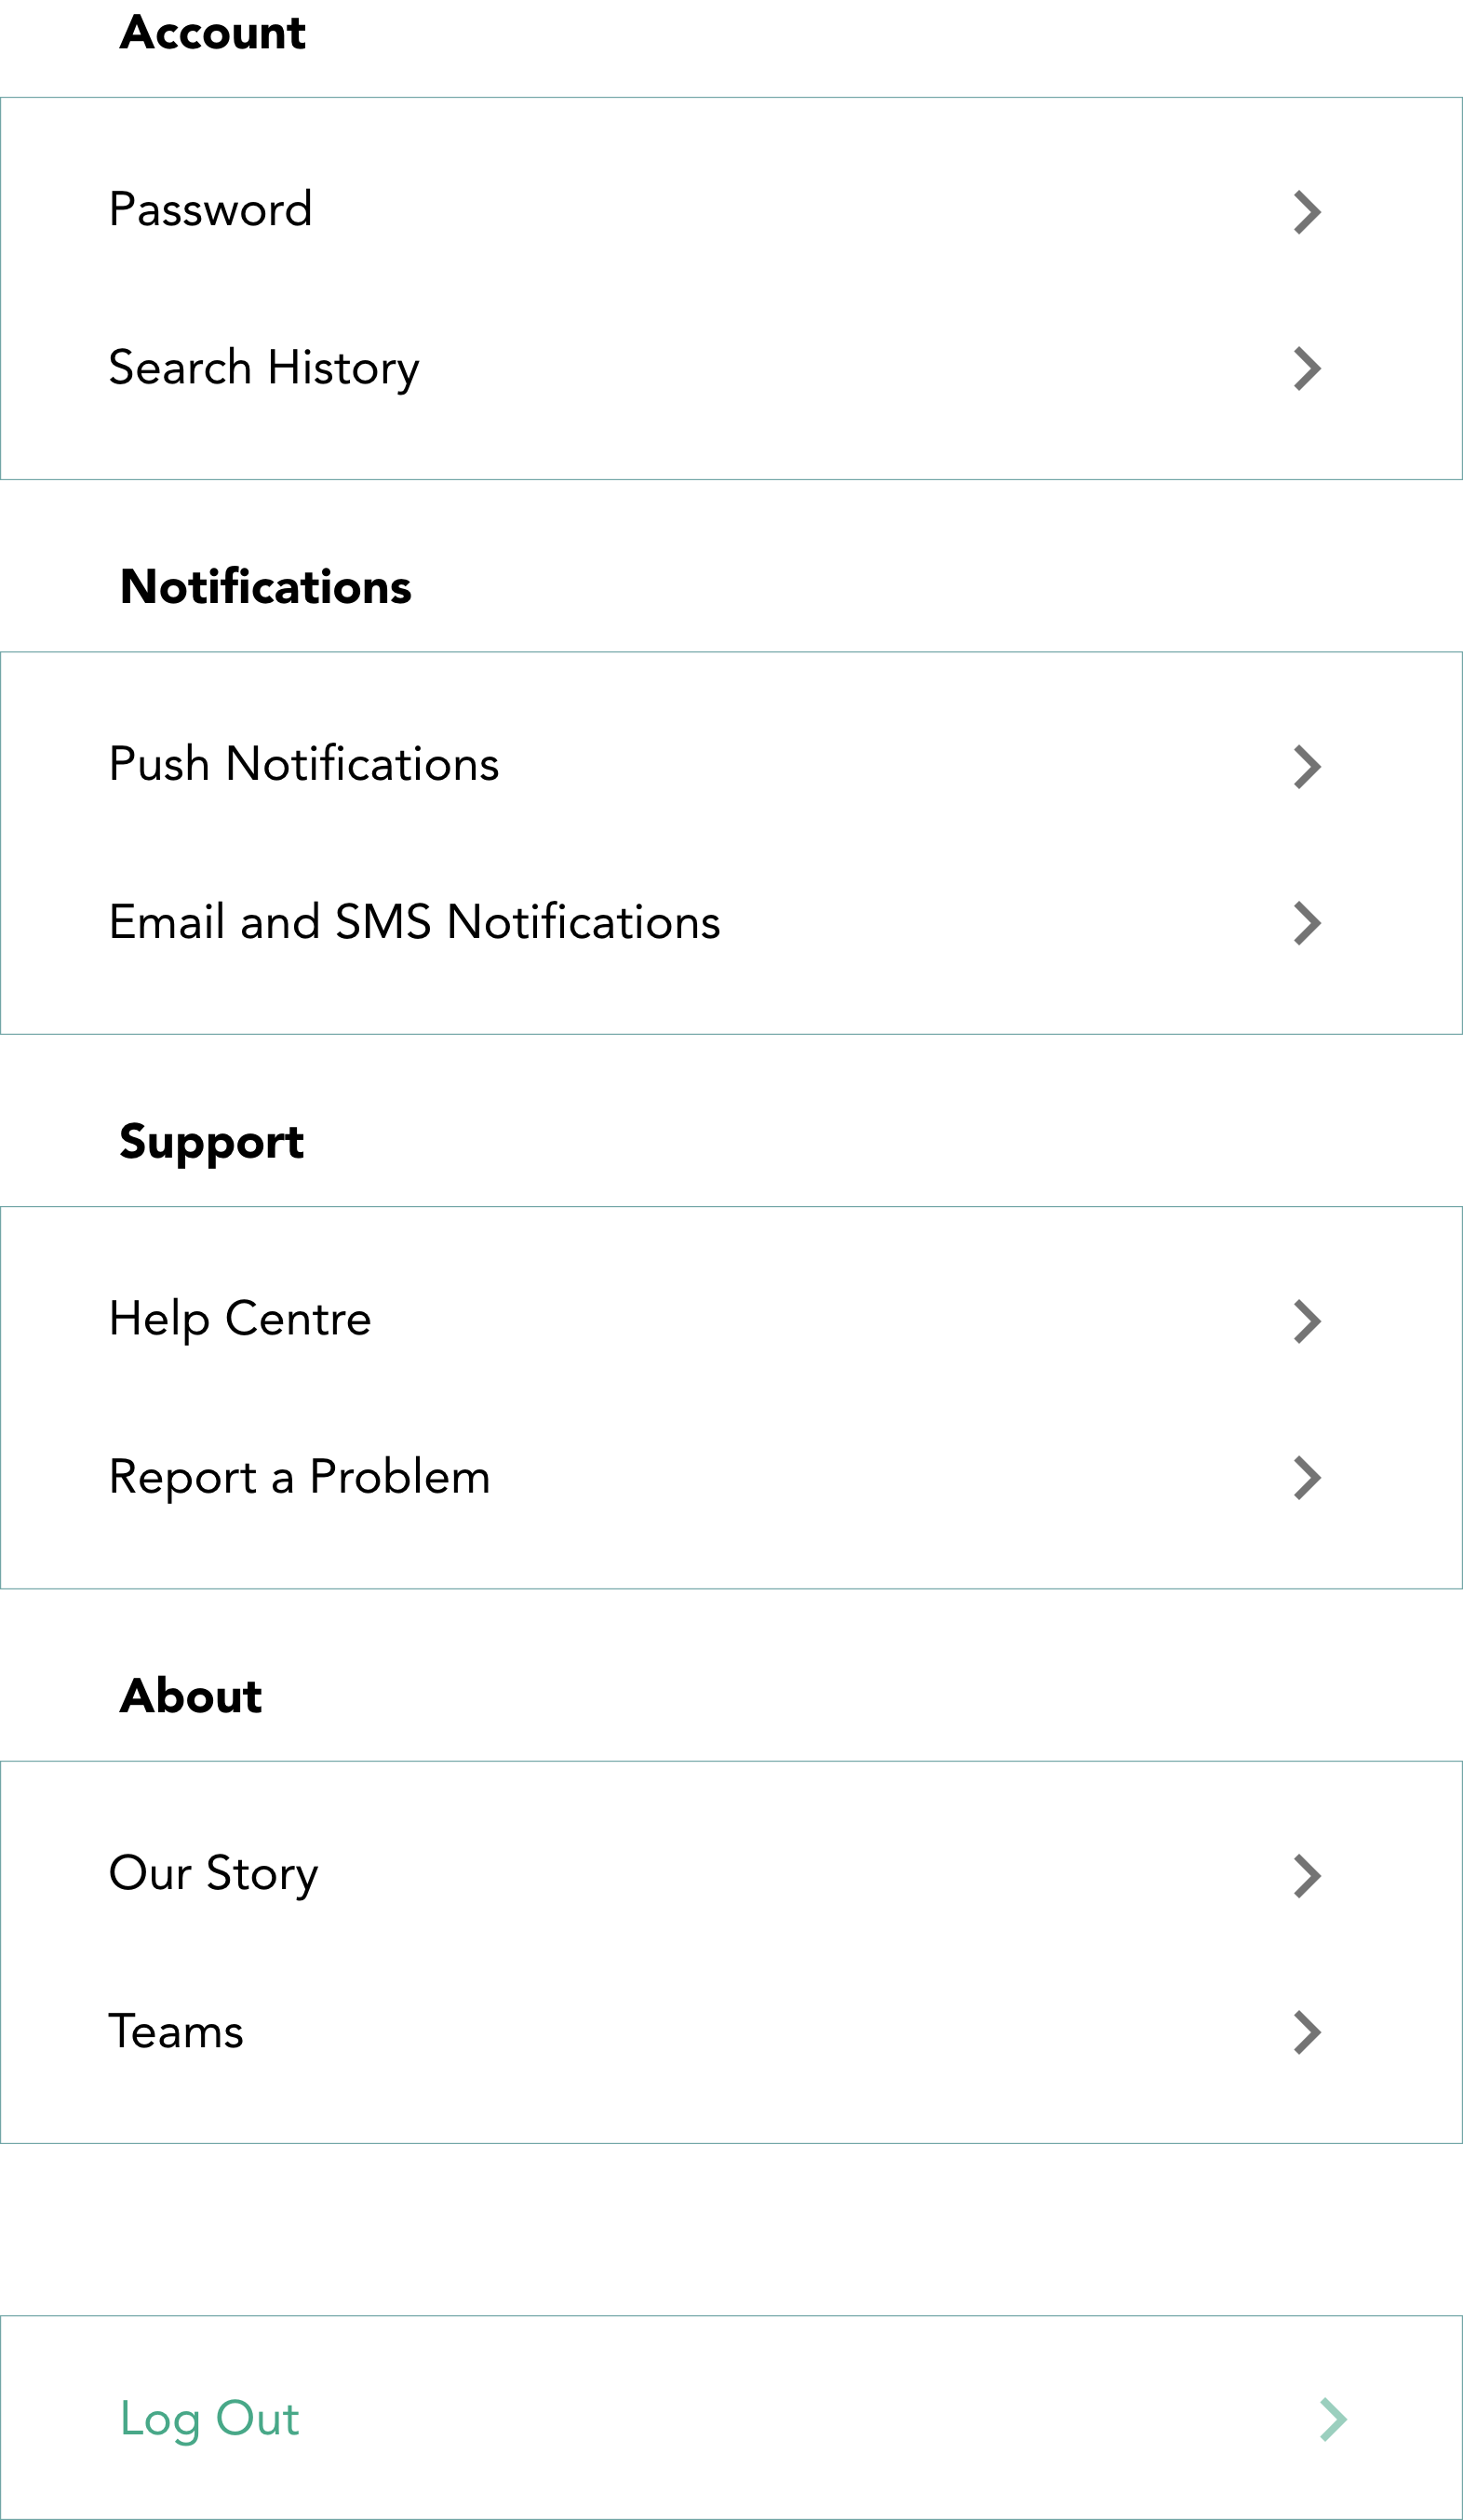 Account
Password
Search History
Notifications
Push Notifications
Email and SMS Notifications
Support
Help Centre
Report a Problem
About
Our Story
Teams
Log Out